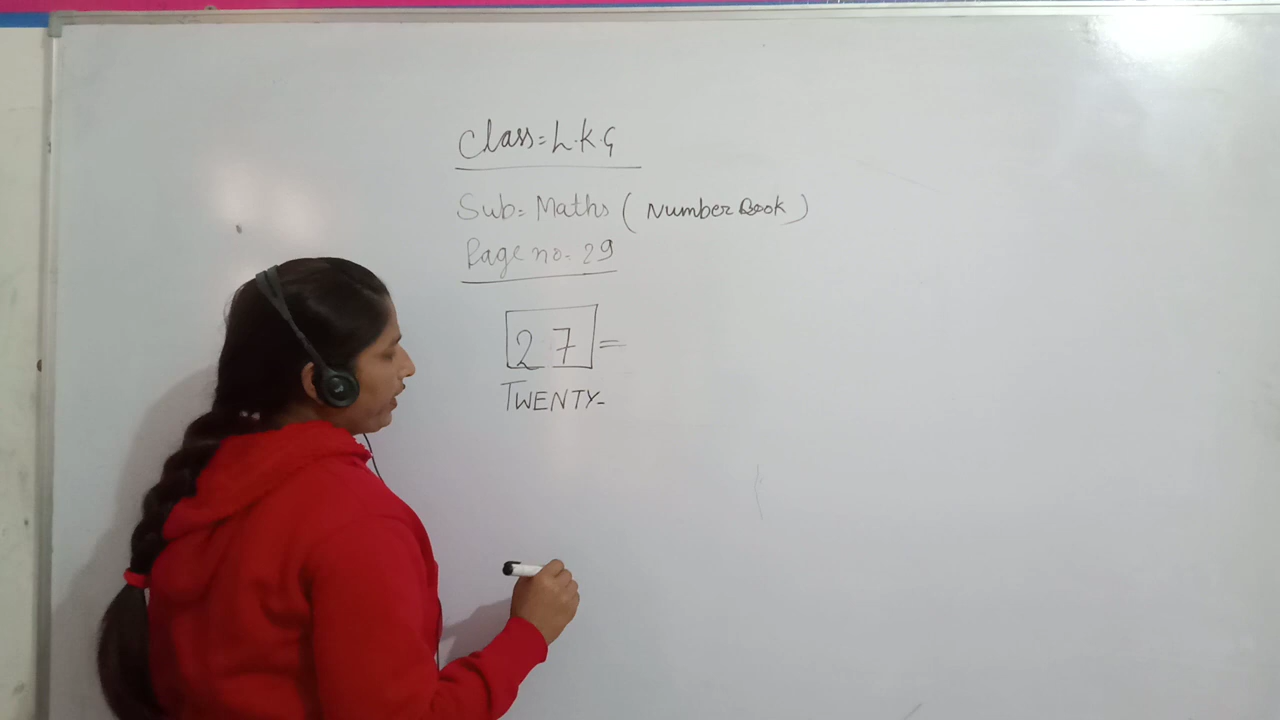 Class= L.K.G
Sub= Maths ( Number Book )
Page no. 29
27 =
TWENTY-